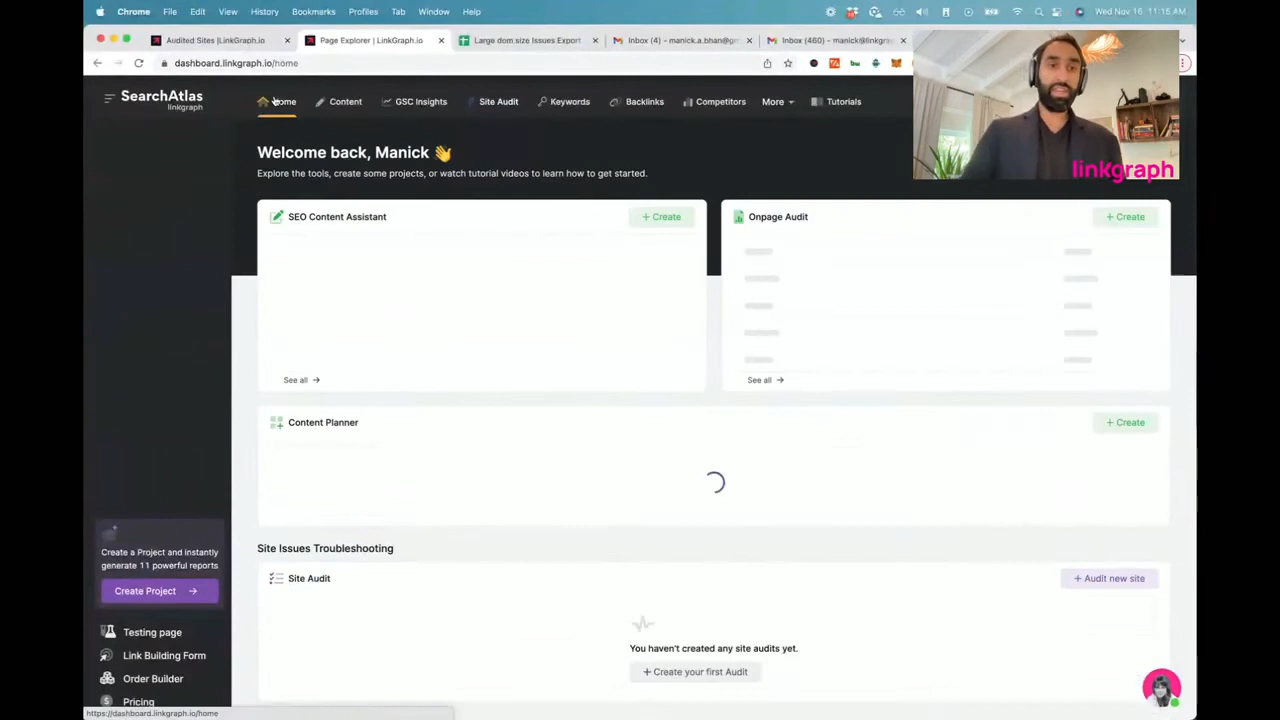 Chrome File Edit View History Bookmarks Profiles Tab Window Help
Wed Nov 16 11:15 AM
Audited Sites |LinkGraph.io
Page Explorer | LinkGraph.io
Large dom size Issues Export
Inbox (4) – manick.a.bhan@gm
Inbox (460) – manick@linkgra
dashboard.linkgraph.io/home
SearchAtlas
linkgraph
Home Content GSC Insights Site Audit Keywords Backlinks Competitors More Tutorials
linkgraph
Welcome back, Manick
Explore the tools, create some projects, or watch tutorial videos to learn how to get started.
SEO Content Assistant
+ Create
Onpage Audit
+ Create
See all →
See all →
Content Planner
+ Create
Site Issues Troubleshooting
Site Audit
+ Audit new site
You haven't created any site audits yet.
+ Create your first Audit
Create a Project and instantly
generate 11 powerful reports
Create Project →
Testing page
Link Building Form
Order Builder
Pricing
https://dashboard.linkgraph.io/home